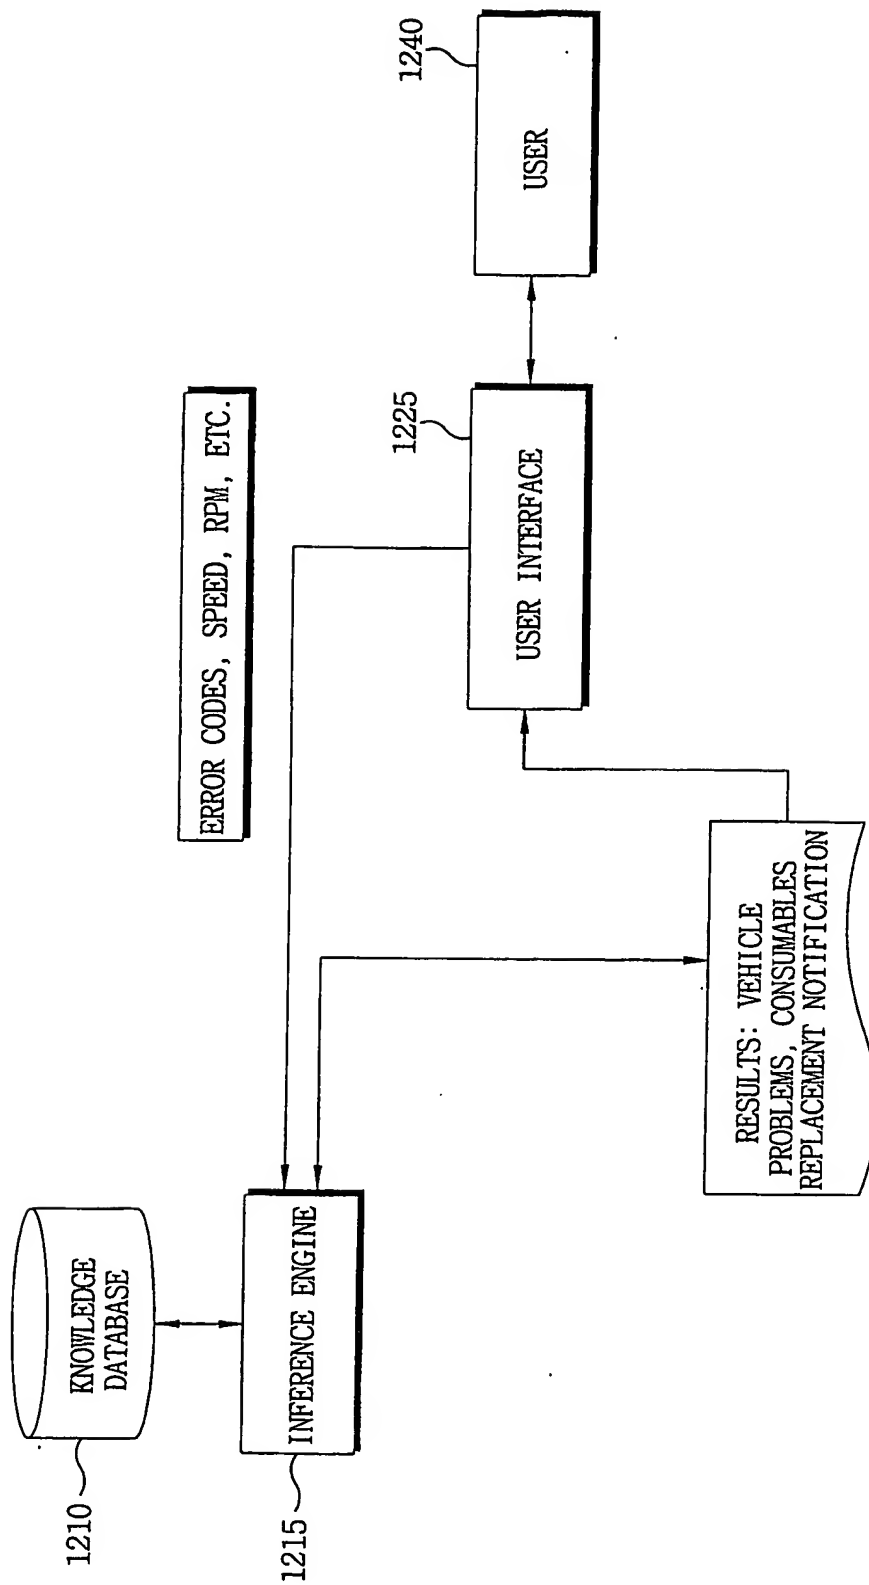 1210
KNOWLEDGE
DATABASE
1215
INFERENCE ENGINE
ERROR CODES, SPEED, RPM, ETC.
1225
USER INTERFACE
1240
USER
RESULTS: VEHICLE
PROBLEMS, CONSUMABLES
REPLACEMENT NOTIFICATION